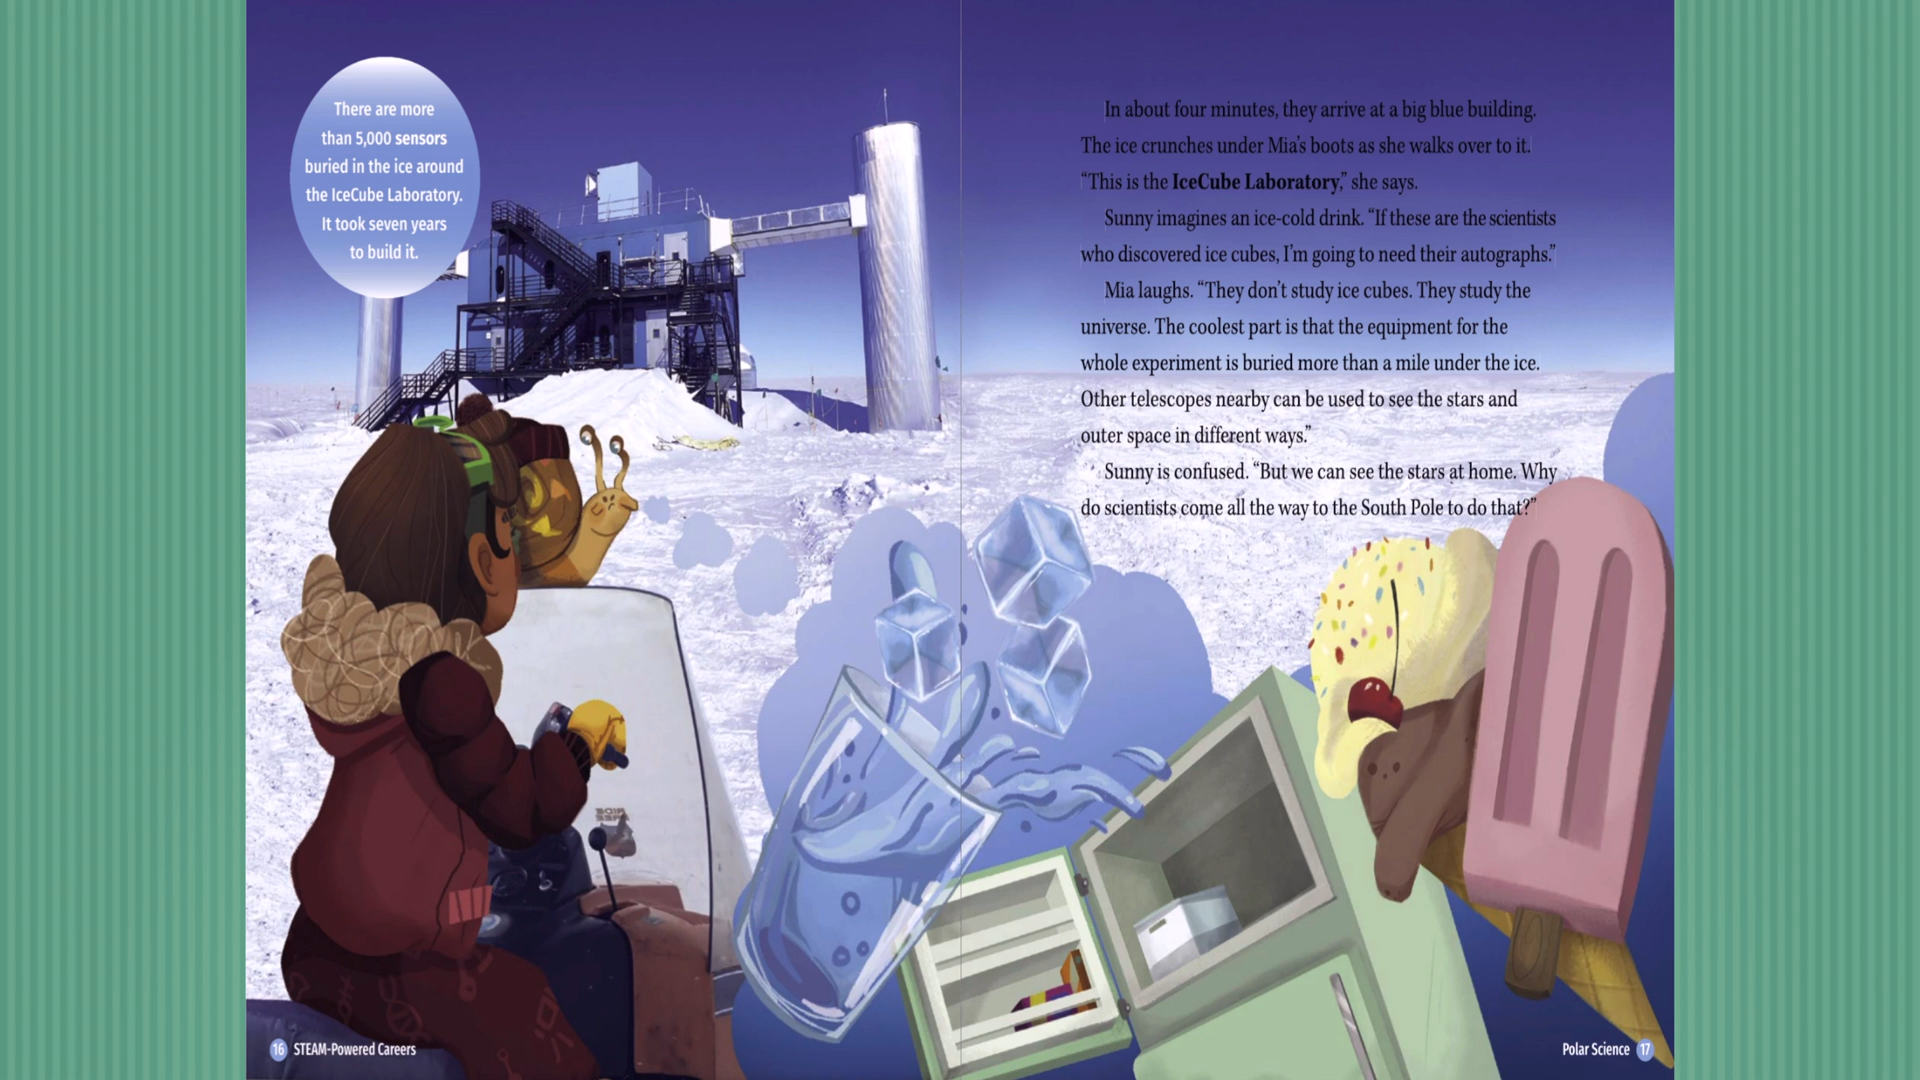 There are more
than 5,000 sensors
buried in the ice around
the IceCube Laboratory.
It took seven years
to build it.
In about four minutes, they arrive at a big blue building.
The ice crunches under Mia’s boots as she walks over to it.
“This is the IceCube Laboratory,” she says.
Sunny imagines an ice-cold drink. “If these are the scientists
who discovered ice cubes, I’m going to need their autographs.”
Mia laughs. “They don’t study ice cubes. They study the
universe. The coolest part is that the equipment for the
whole experiment is buried more than a mile under the ice.
Other telescopes nearby can be used to see the stars and
outer space in different ways.”
Sunny is confused. “But we can see the stars at home. Why
do scientists come all the way to the South Pole to do that?”
16 STEAM-Powered Careers
Polar Science 17